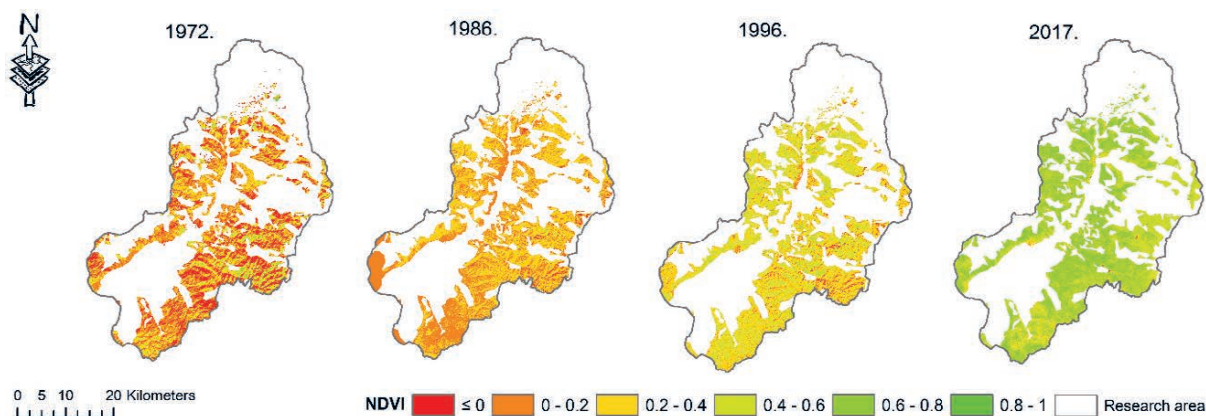 N
1972.
1986.
1996.
2017.
0 5 10 20 Kilometers
NDVI ≤ 0 0 - 0.2 0.2 - 0.4 0.4 - 0.6 0.6 - 0.8 0.8 - 1 Research area